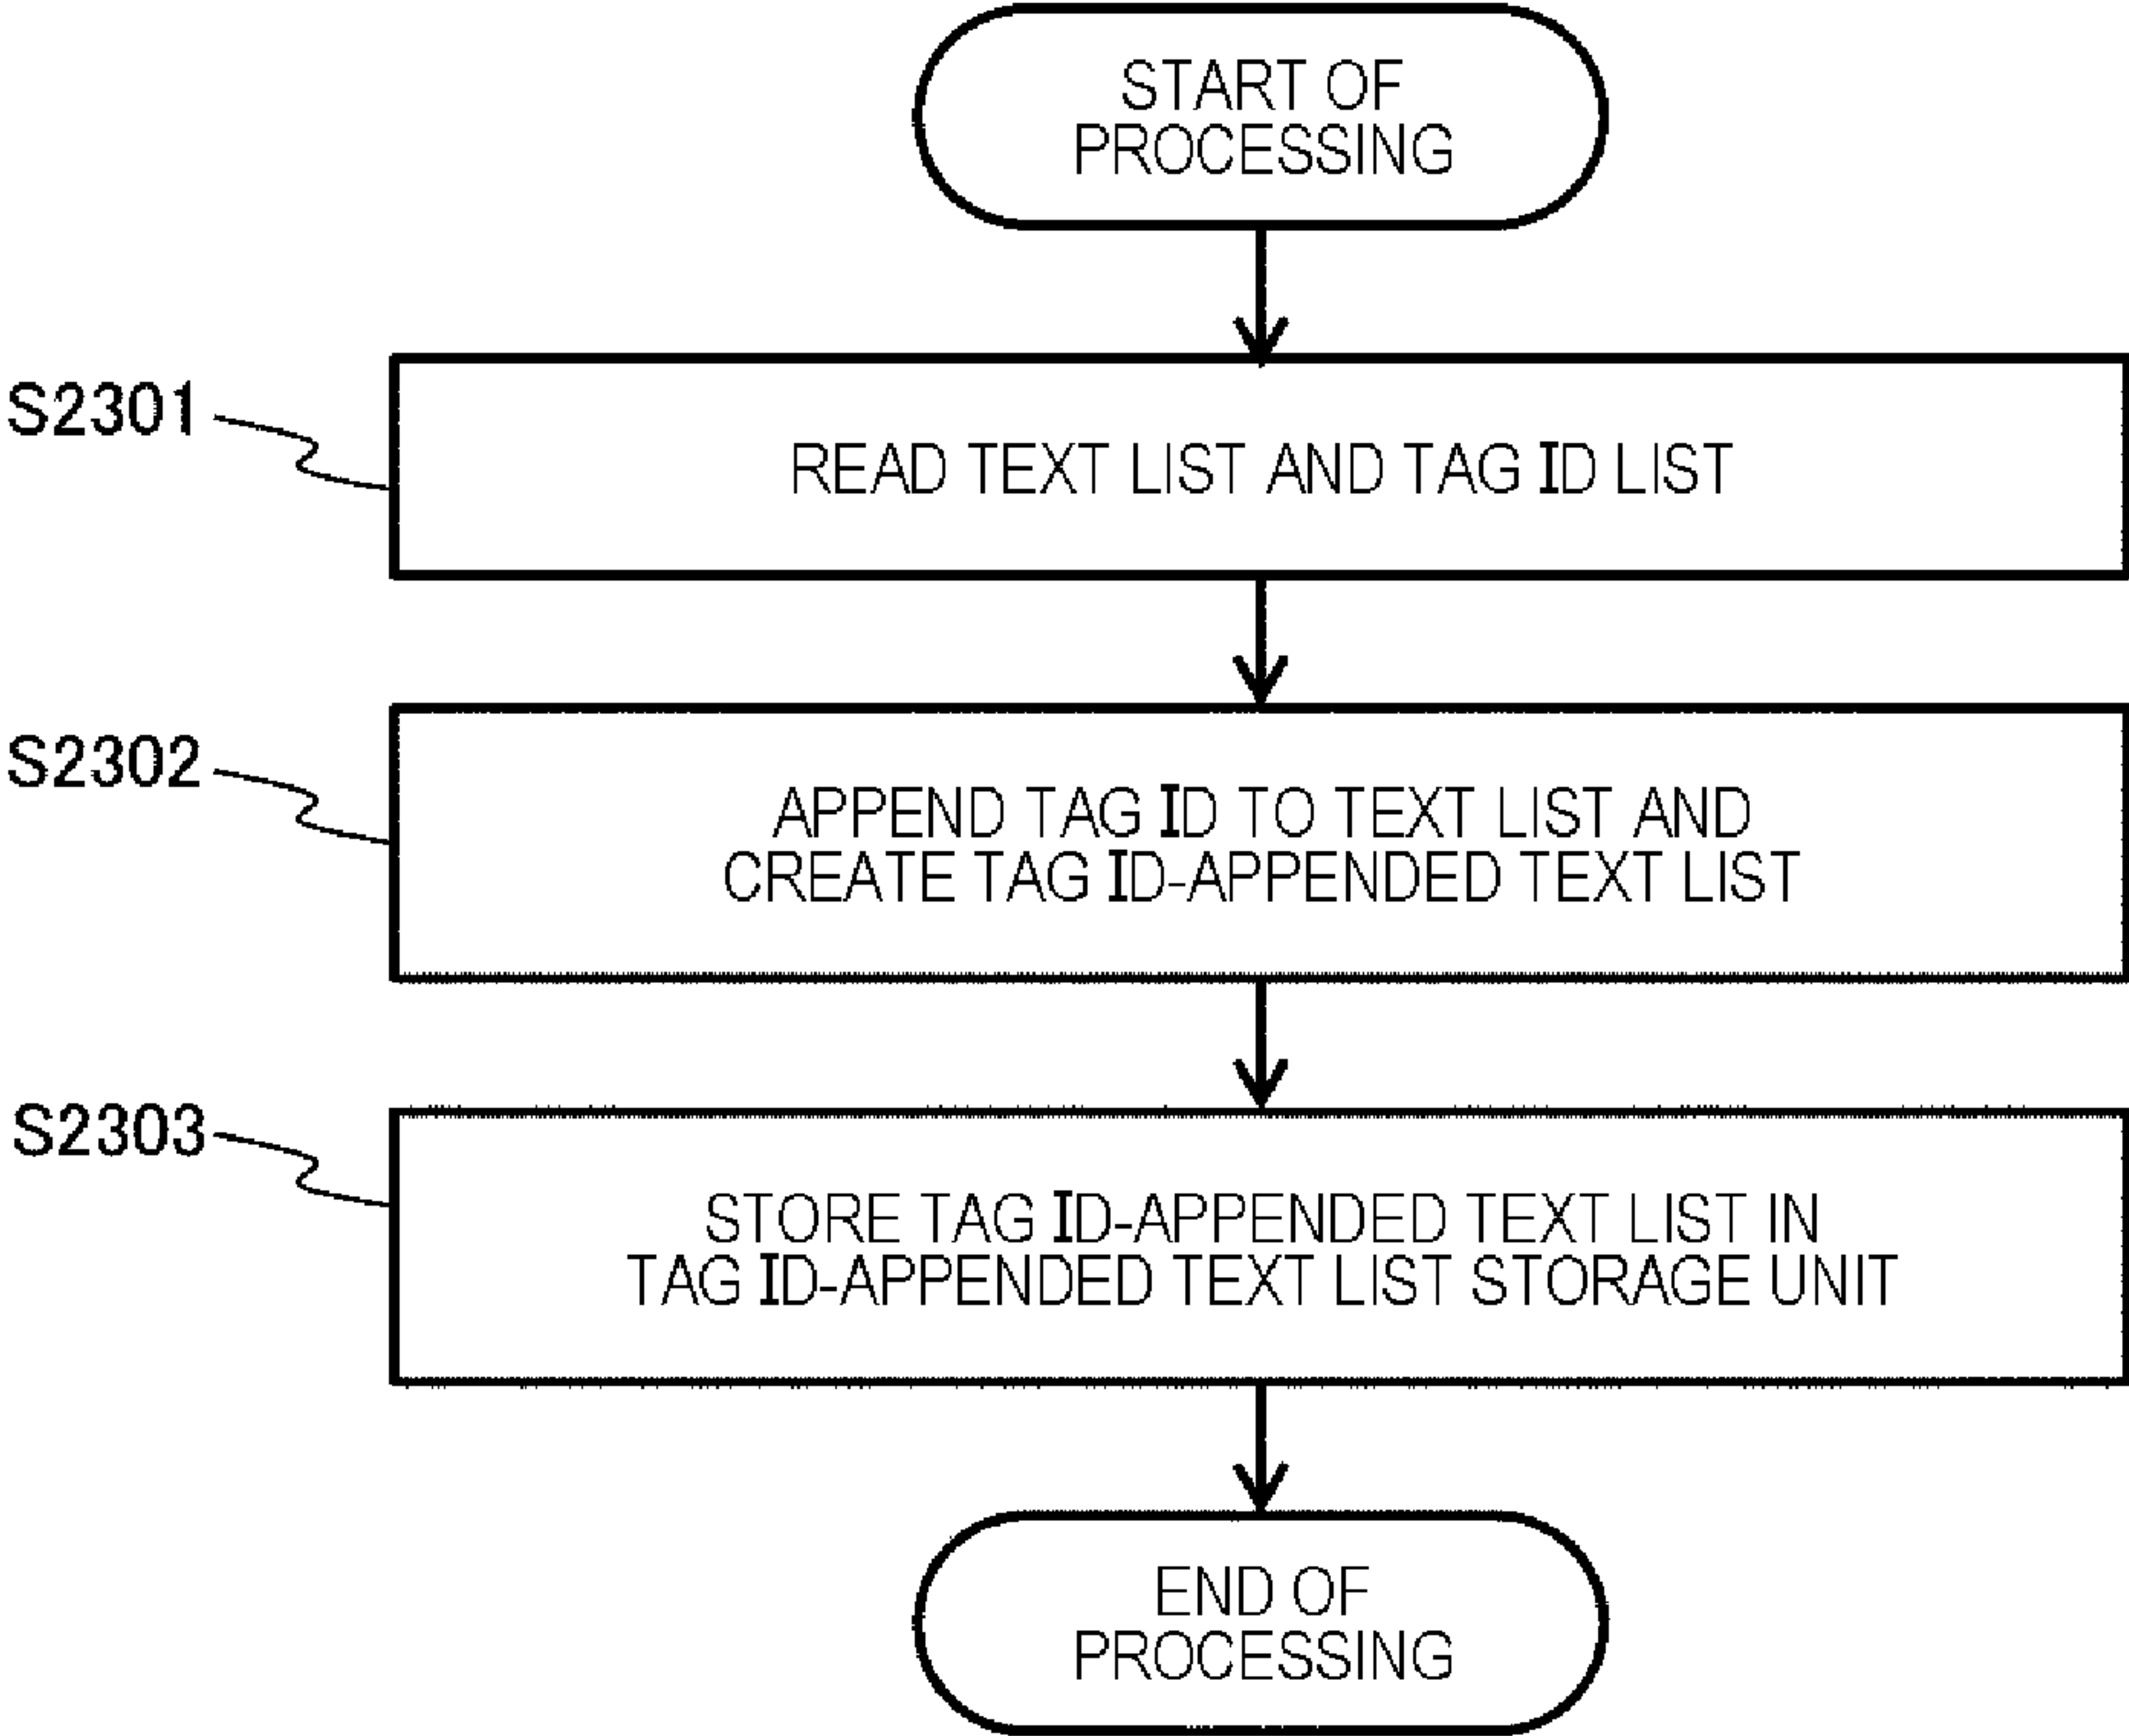 START OF
PROCESSING
S2301
READ TEXT LIST AND TAG ID LIST
S2302
APPEND TAG ID TO TEXT LIST AND
CREATE TAG ID-APPENDED TEXT LIST
S2303
STORE TAG ID-APPENDED TEXT LIST IN
TAG ID-APPENDED TEXT LIST STORAGE UNIT
END OF
PROCESSING